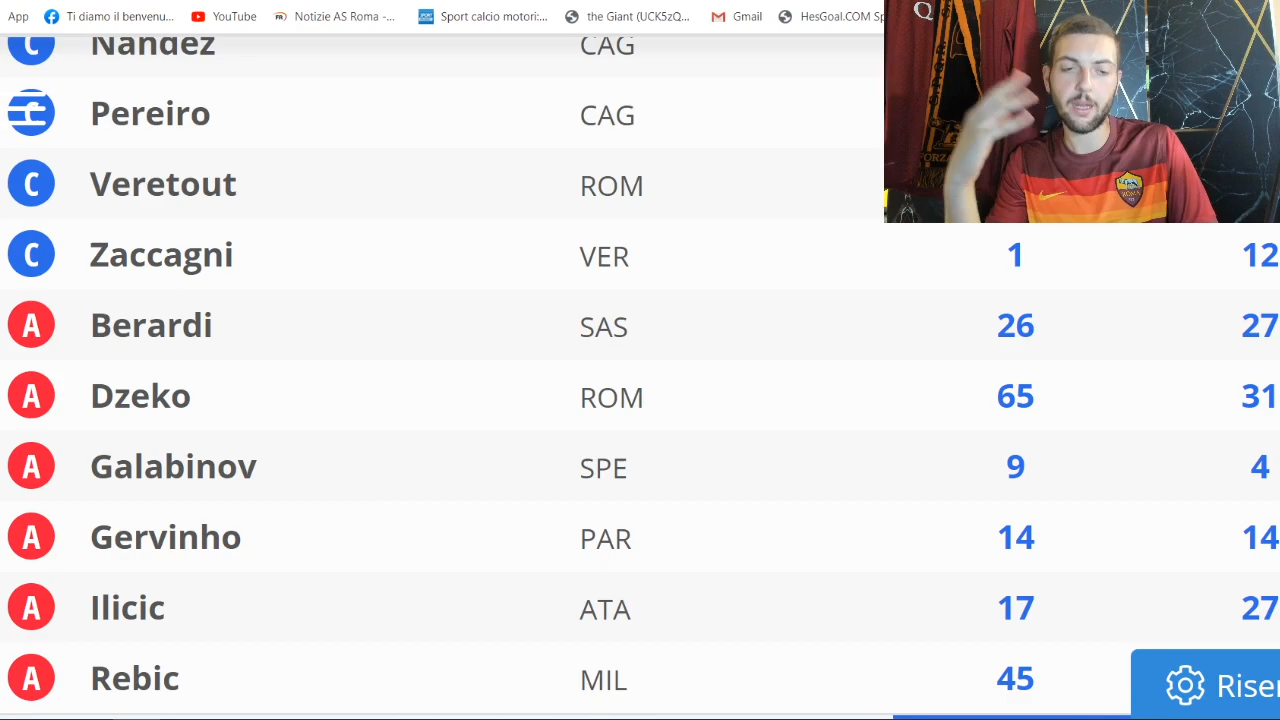 App Ti diamo il benvenu... YouTube Notizie AS Roma -... Sport calcio motori:... the Giant (UCK5zQ... Gmail HesGoal.COM Sp
C Nandez CAG
C Pereiro CAG
C Veretout ROM
C Zaccagni VER 1 12
A Berardi SAS 26 27
A Dzeko ROM 65 31
A Galabinov SPE 9 4
A Gervinho PAR 14 14
A Ilicic ATA 17 27
A Rebic MIL 45
Riser
ROMA